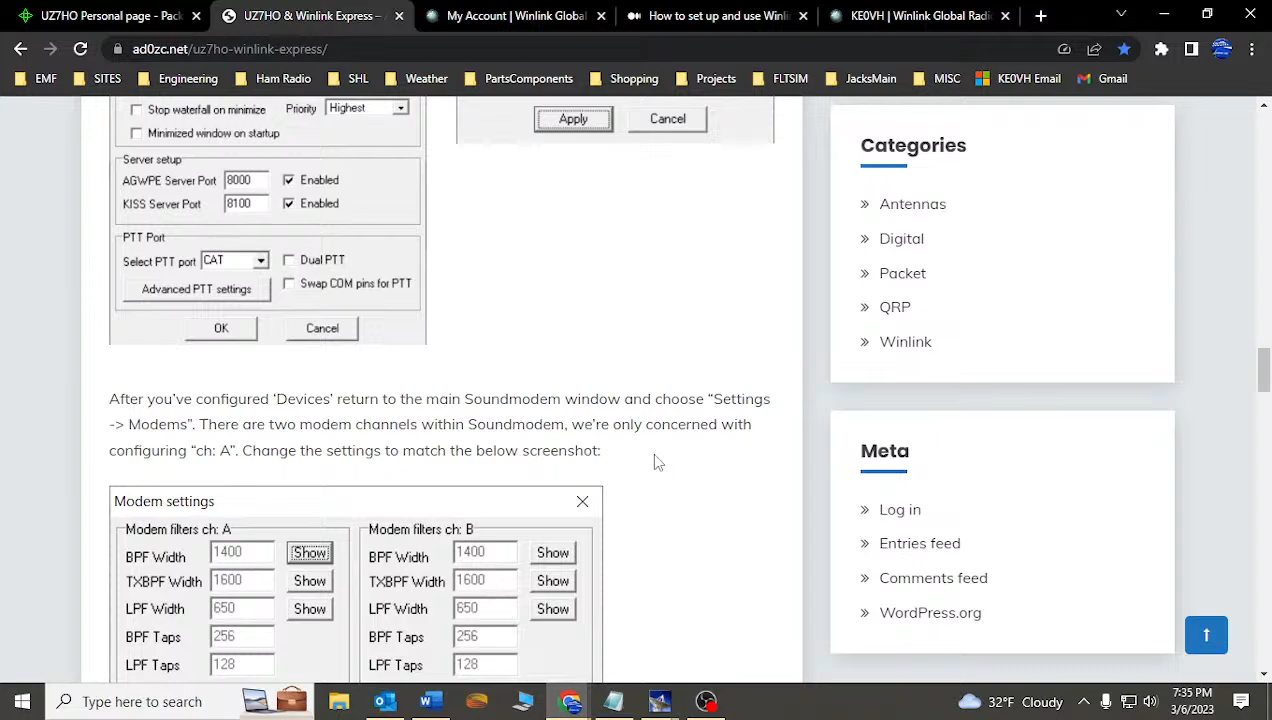 UZ7HO Personal page - Pack
UZ7HO & Winlink Express –
My Account | Winlink Global
How to set up and use Winli
KE0VH | Winlink Global Radi
ad0zc.net/uz7ho-winlink-express/
EMF
SITES
Engineering
Ham Radio
SHL
Weather
PartsComponents
Shopping
Projects
FLTSIM
JacksMain
MISC
KE0VH Email
Gmail
Stop waterfall on minimize
Priority
Highest
Minimized window on startup
Server setup
AGWPE Server Port 8000 Enabled
KISS Server Port 8100 Enabled
PTT Port
Select PTT port CAT Dual PTT
Advanced PTT settings
Swap COM pins for PTT
OK
Cancel
Apply
Cancel
After you've configured ‘Devices’ return to the main Soundmodem window and choose “Settings
-> Modems”. There are two modem channels within Soundmodem, we’re only concerned with
configuring “ch: A”. Change the settings to match the below screenshot:
Modem settings
Modem filters ch: A
BPF Width 1400 Show
TXBPF Width 1600 Show
LPF Width 650 Show
BPF Taps 256
LPF Taps 128
Modem filters ch: B
BPF Width 1400 Show
TXBPF Width 1600 Show
LPF Width 650 Show
BPF Taps 256
LPF Taps 128
Categories
Antennas
Digital
Packet
QRP
Winlink
Meta
Log in
Entries feed
Comments feed
WordPress.org
Type here to search
32°F Cloudy
7:35 PM
3/6/2023